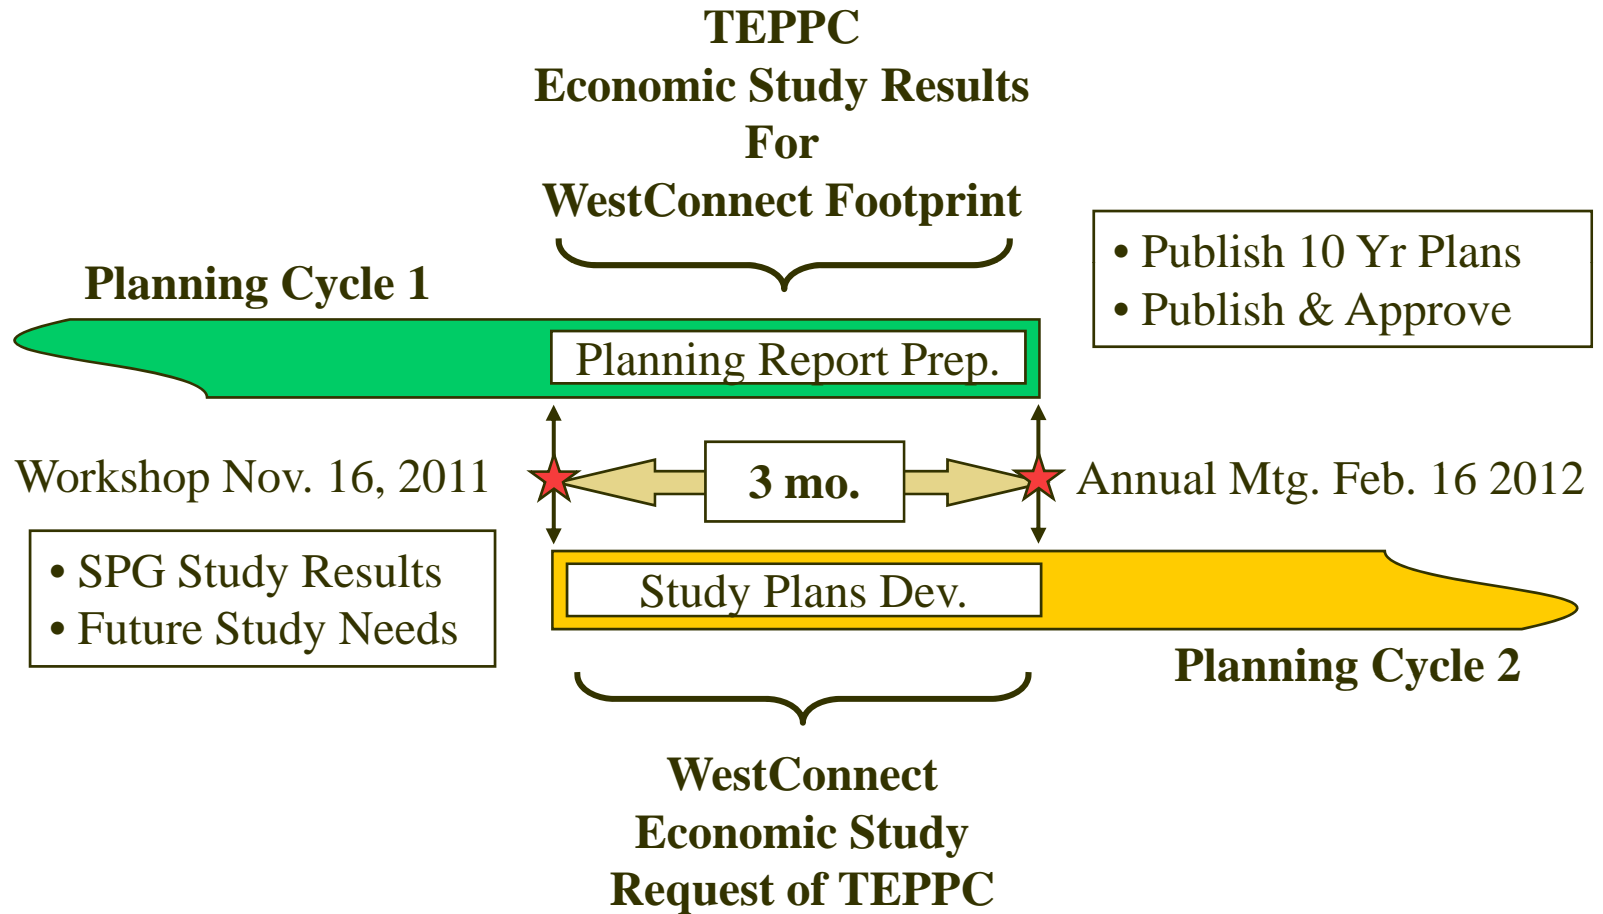 TEPPC
Economic Study Results
For
WestConnect Footprint
• Publish 10 Yr Plans
• Publish & Approve
Planning Cycle 1
Planning Report Prep.
Workshop Nov. 16, 2011
3 mo.
Annual Mtg. Feb. 16 2012
• SPG Study Results
• Future Study Needs
Study Plans Dev.
Planning Cycle 2
WestConnect
Economic Study
Request of TEPPC